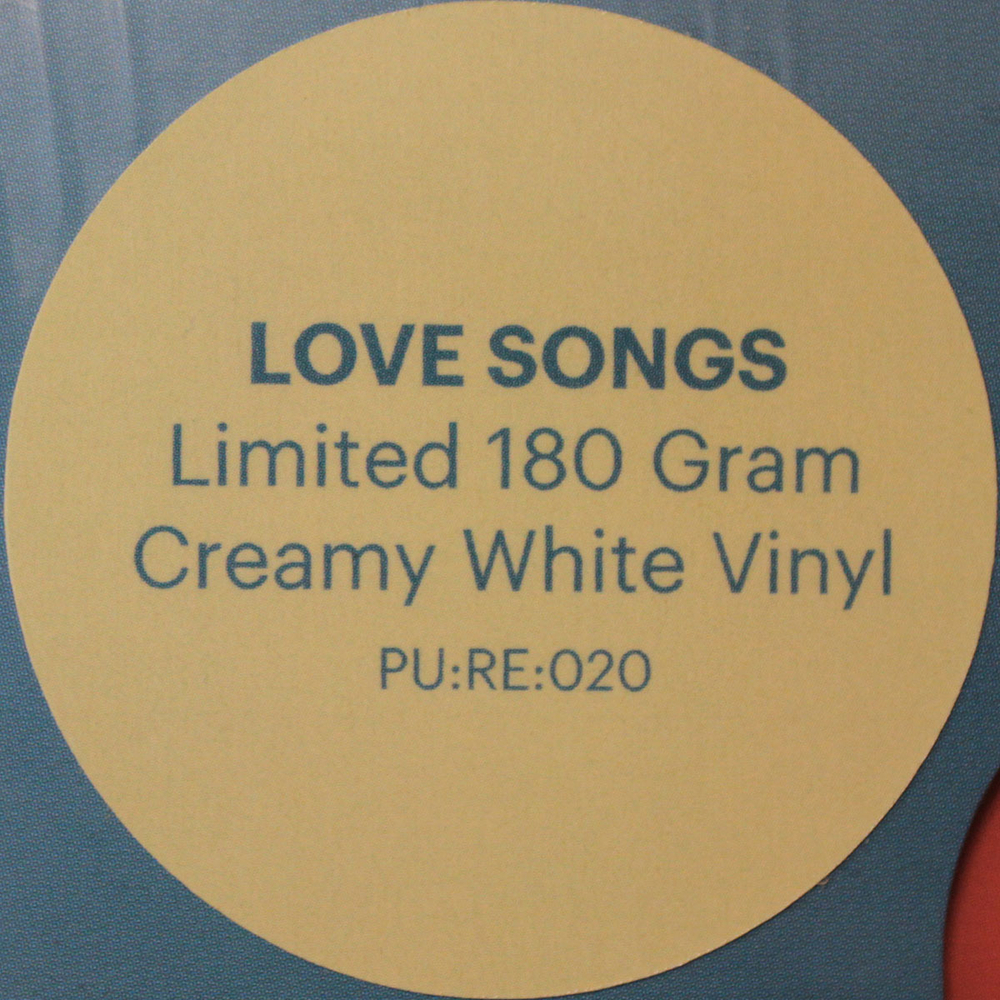 LOVE SONGS
Limited 180 Gram
Creamy White Vinyl
PU:RE:020